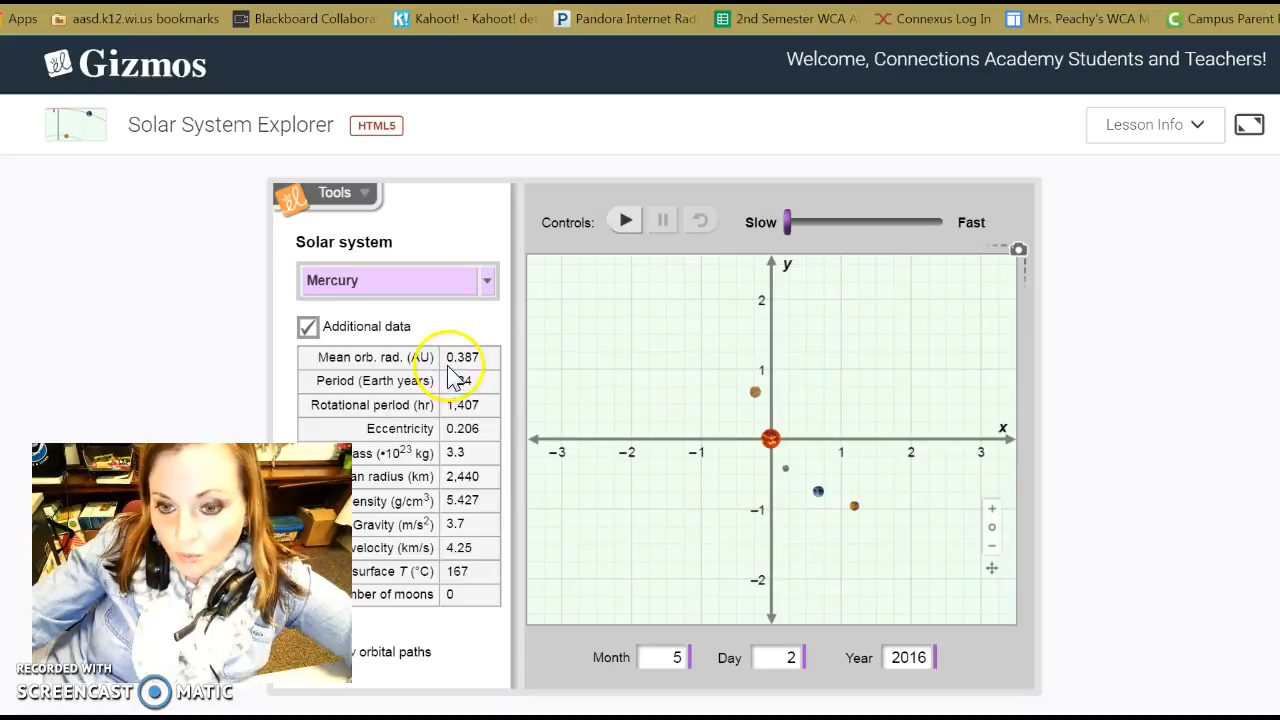 Apps aasd.k12.wi.us bookmarks Blackboard Collabora Kahoot! - Kahoot! de Pandora Internet Rad 2nd Semester WCA A Connexus Log In Mrs. Peachy's WCA M Campus Parent
Gizmos
Welcome, Connections Academy Students and Teachers!
Solar System Explorer HTML5 Lesson Info
Tools
Controls: Slow Fast
Solar system
Mercury
Additional data
Mean orb. rad. (AU) 0.387
Period (Earth years)
Rotational period (hr) 1,407
Eccentricity 0.206
ass (•10²³ kg) 3.3
an radius (km) 2,440
ensity (g/cm³) 5.427
Gravity (m/s²) 3.7
velocity (km/s) 4.25
surface T (°C) 167
ber of moons 0
orbital paths
y
2
1
x
−3 −2 −1 1 2 3
−1
−2
Month 5 Day 2 Year 2016
RECORDED WITH
SCREENCAST MATIC